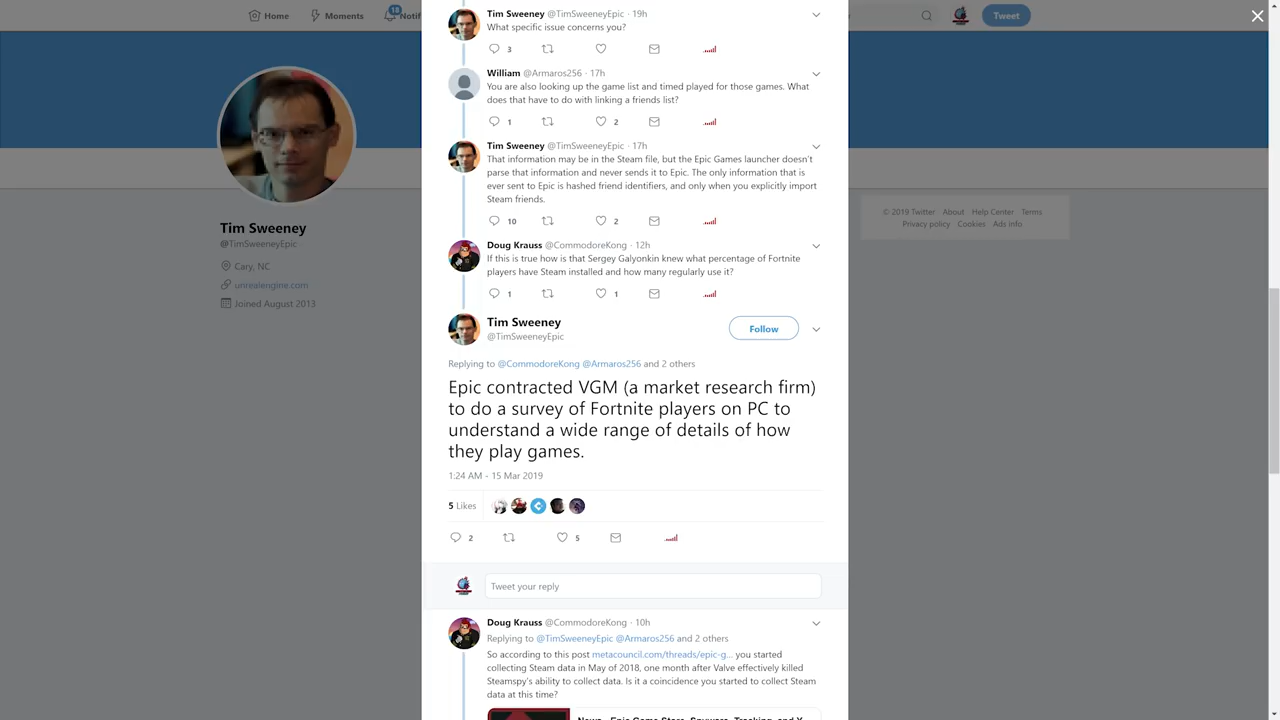 Home
Moments
18
Notif
Tweet
Tim Sweeney @TimSweeneyEpic · 19h
What specific issue concerns you?
3
William @Armaros256 · 17h
You are also looking up the game list and timed played for those games. What
does that have to do with linking a friends list?
1 2
Tim Sweeney @TimSweeneyEpic · 17h
That information may be in the Steam file, but the Epic Games launcher doesn't
parse that information and never sends it to Epic. The only information that is
ever sent to Epic is hashed friend identifiers, and only when you explicitly import
Steam friends.
10 2
Doug Krauss @CommodoreKong · 12h
If this is true how is that Sergey Galyonkin knew what percentage of Fortnite
players have Steam installed and how many regularly use it?
1 1
Tim Sweeney
@TimSweeneyEpic
Follow
Replying to @CommodoreKong @Armaros256 and 2 others
Epic contracted VGM (a market research firm)
to do a survey of Fortnite players on PC to
understand a wide range of details of how
they play games.
1:24 AM - 15 Mar 2019
5 Likes
2 5
Tweet your reply
Doug Krauss @CommodoreKong · 10h
Replying to @TimSweeneyEpic @Armaros256 and 2 others
So according to this post metacouncil.com/threads/epic-g... you started
collecting Steam data in May of 2018, one month after Valve effectively killed
Steamspy's ability to collect data. Is it a coincidence you started to collect Steam
data at this time?
News - Epic Game Store, Spyware, Tracking, and Y
Tim Sweeney
@TimSweeneyEpic
Cary, NC
unrealengine.com
Joined August 2013
© 2019 Twitter About Help Center Terms
Privacy policy Cookies Ads info